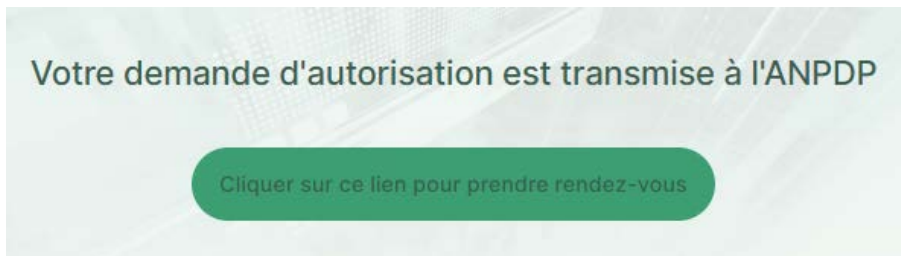 Votre demande d'autorisation est transmise à l'ANPDP
Cliquer sur ce lien pour prendre rendez-vous